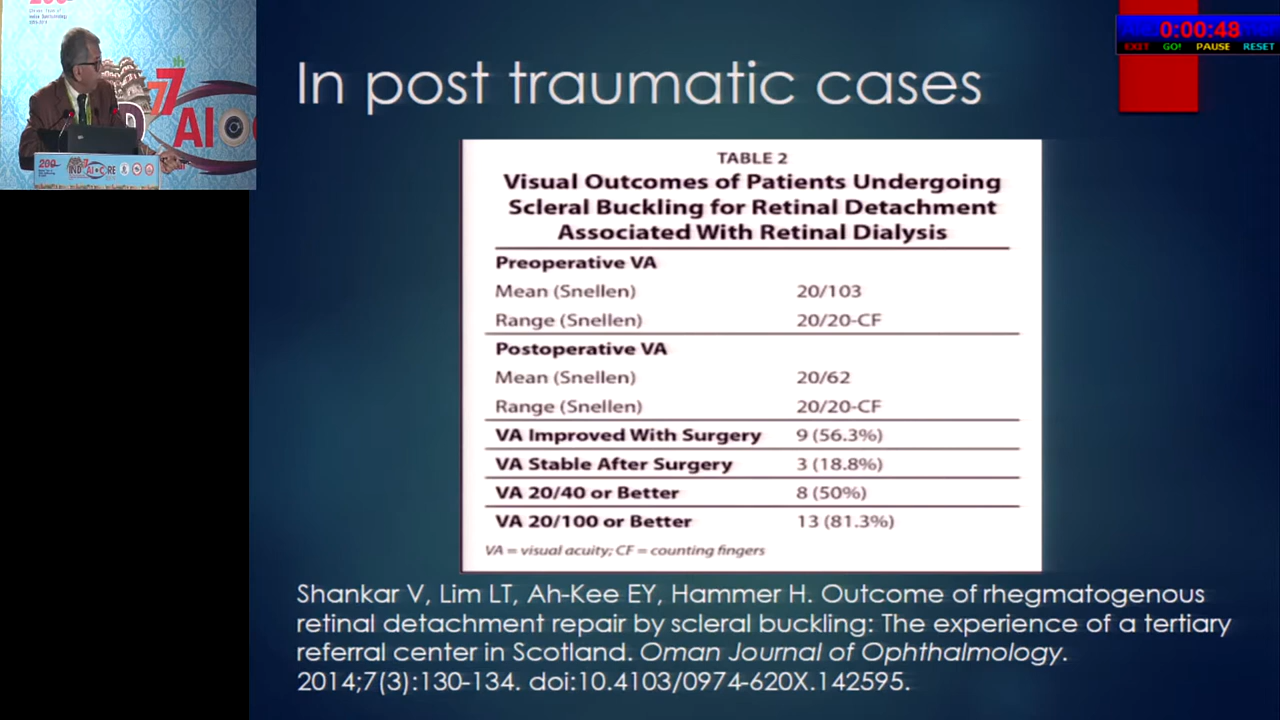 0:00:48
EXIT GO! PAUSE RESET
In post traumatic cases
TABLE 2
Visual Outcomes of Patients Undergoing
Scleral Buckling for Retinal Detachment
Associated With Retinal Dialysis
Preoperative VA
Mean (Snellen) 20/103
Range (Snellen) 20/20-CF
Postoperative VA
Mean (Snellen) 20/62
Range (Snellen) 20/20-CF
VA Improved With Surgery 9 (56.3%)
VA Stable After Surgery 3 (18.8%)
VA 20/40 or Better 8 (50%)
VA 20/100 or Better 13 (81.3%)
VA = visual acuity; CF = counting fingers
Shankar V, Lim LT, Ah-Kee EY, Hammer H. Outcome of rhegmatogenous
retinal detachment repair by scleral buckling: The experience of a tertiary
referral center in Scotland. Oman Journal of Ophthalmology.
2014;7(3):130-134. doi:10.4103/0974-620X.142595.